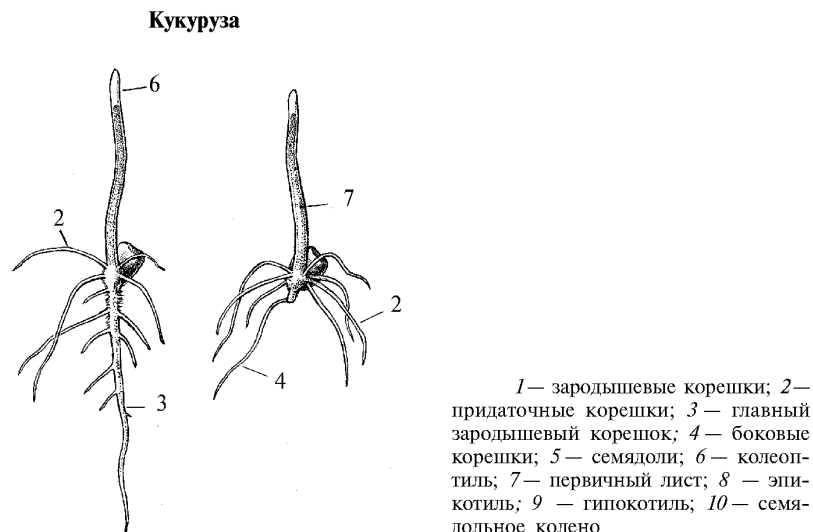 Кукуруза
6
2
7
2
4
3
1— зародышевые корешки; 2—
придаточные корешки; 3 — главный
зародышевый корешок; 4 — боковые
корешки; 5 — семядоли; 6 — колеоп-
тиль; 7— первичный лист; 8 — эпи-
котиль; 9 — гипокотиль; 10 — семя-
дольное колено